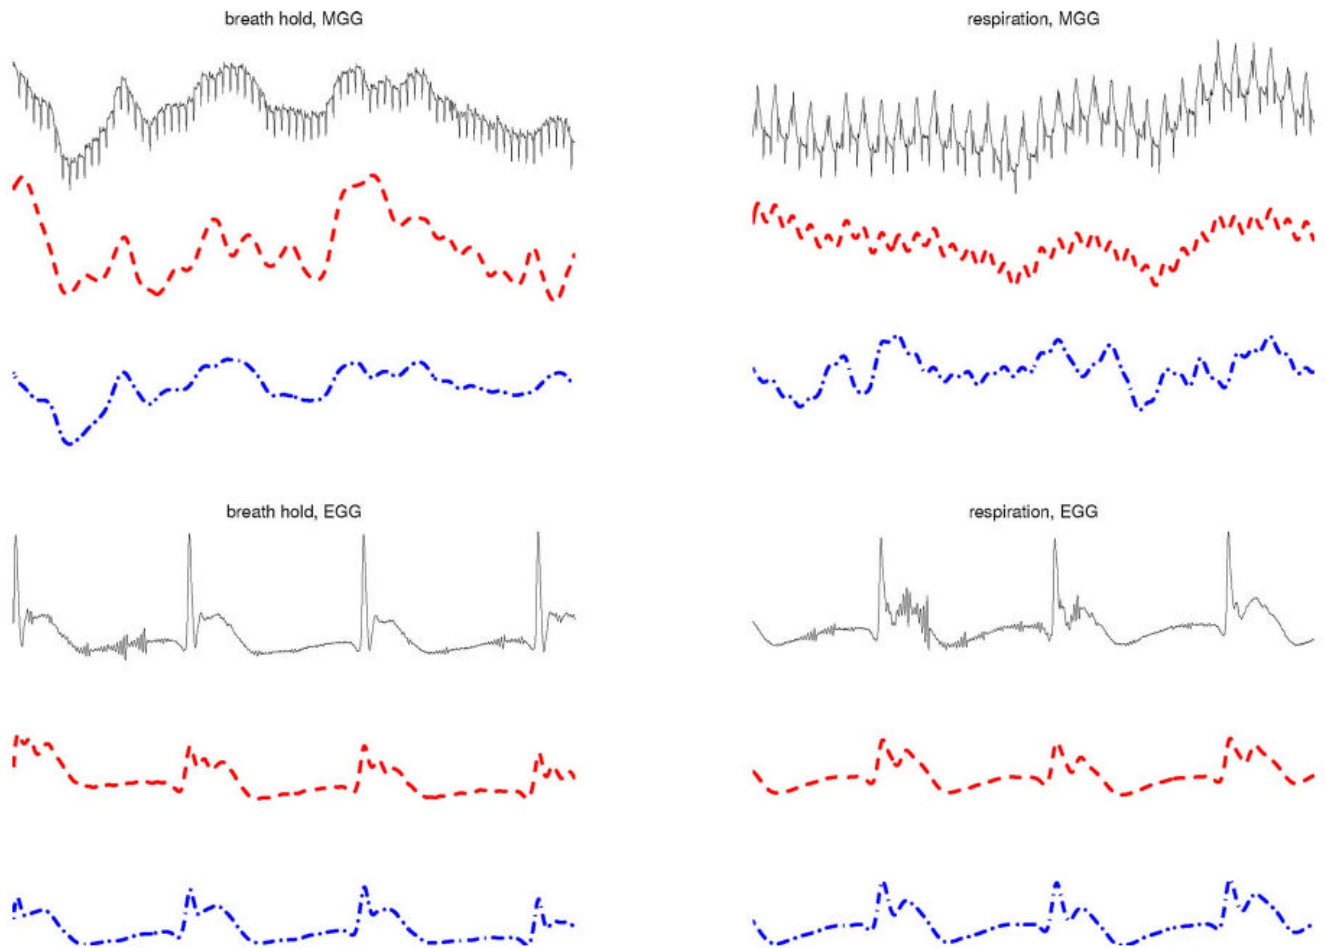 breath hold, MGG
respiration, MGG
breath hold, EGG
respiration, EGG